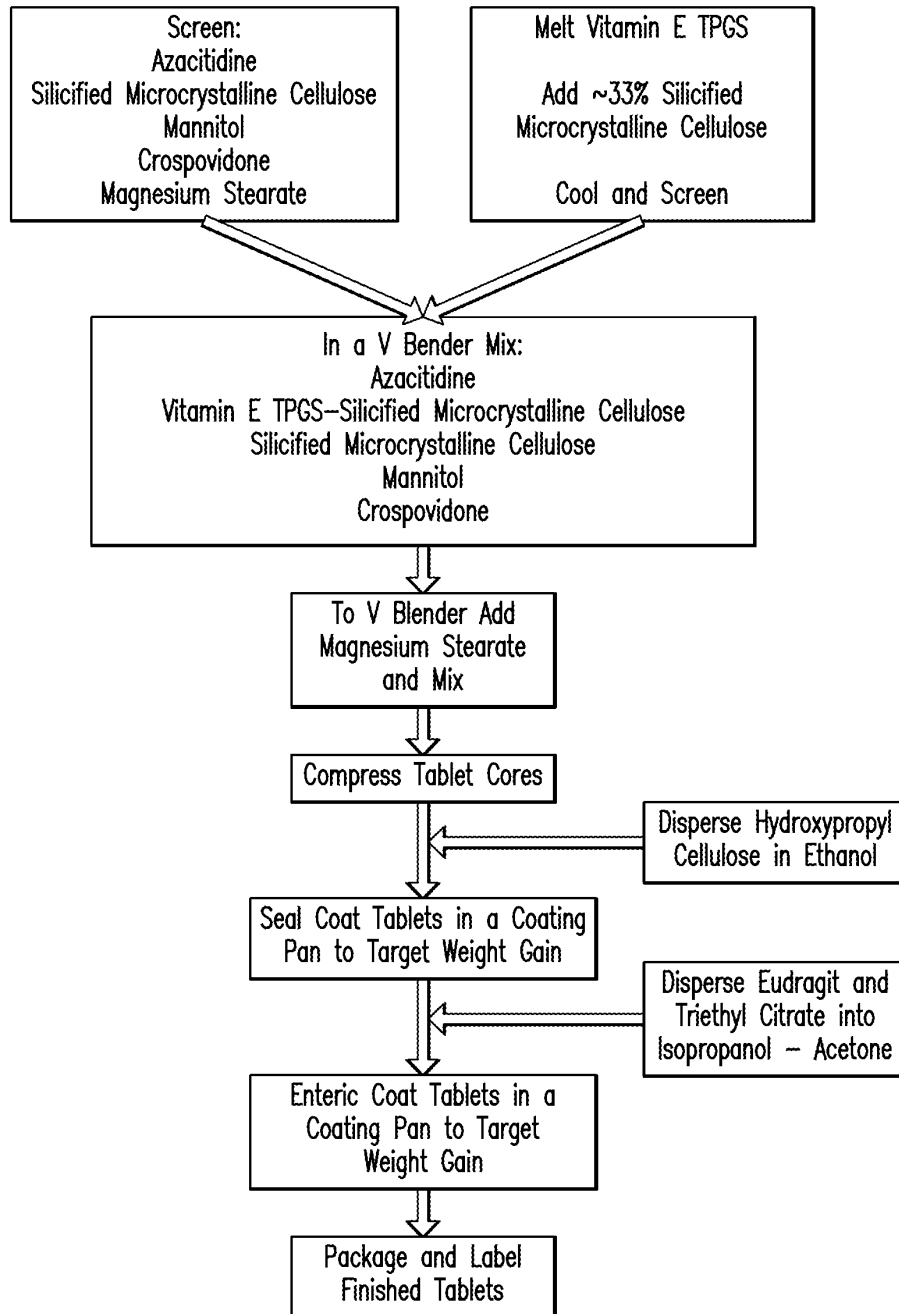 Screen:
Azacitidine
Silicified Microcrystalline Cellulose
Mannitol
Crospovidone
Magnesium Stearate
Melt Vitamin E TPGS
Add ~33% Silicified
Microcrystalline Cellulose
Cool and Screen
In a V Bender Mix:
Azacitidine
Vitamin E TPGS–Silicified Microcrystalline Cellulose
Silicified Microcrystalline Cellulose
Mannitol
Crospovidone
To V Blender Add
Magnesium Stearate
and Mix
Compress Tablet Cores
Disperse Hydroxypropyl
Cellulose in Ethanol
Seal Coat Tablets in a Coating
Pan to Target Weight Gain
Disperse Eudragit and
Triethyl Citrate into
Isopropanol – Acetone
Enteric Coat Tablets in a
Coating Pan to Target
Weight Gain
Package and Label
Finished Tablets